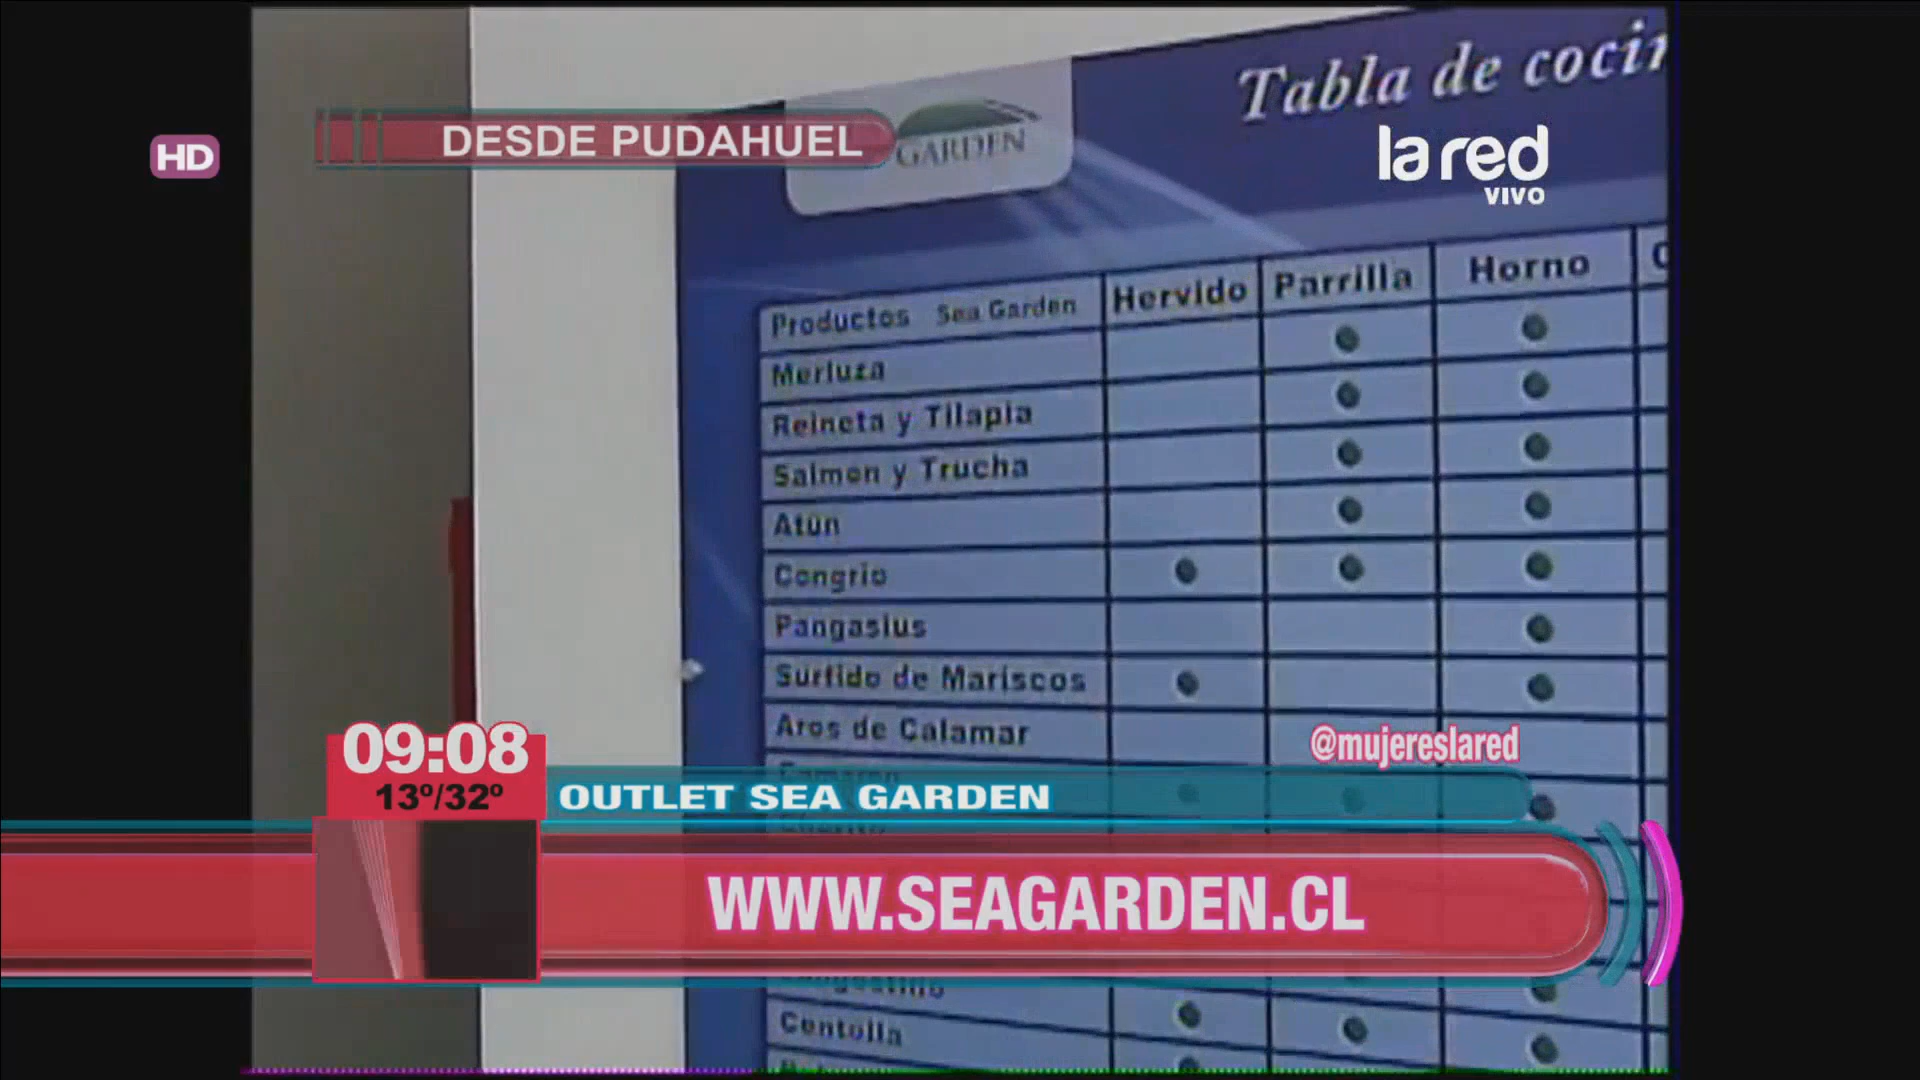 Tabla de cocin
HD
DESDE PUDAHUEL
GARDEN
la red
VIVO
Productos Sea Garden Hervido Parrilla Horno
Merluza
Reineta y Tilapia
Salmon y Trucha
Atún
Congrio
Pangasius
Surtido de Mariscos
Aros de Calamar
@mujereslared
09:08
13º/32º
OUTLET SEA GARDEN
WWW.SEAGARDEN.CL
Centolla